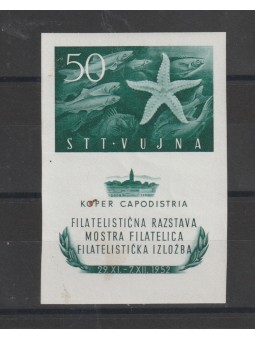 50
STT·VUJNA
KOPER CAPODISTRIA
FILATELISTIČNA RAZSTAVA
MOSTRA FILATELICA
FILATELISTIČKA IZLOŽBA
29.XI.-7.XII.1952